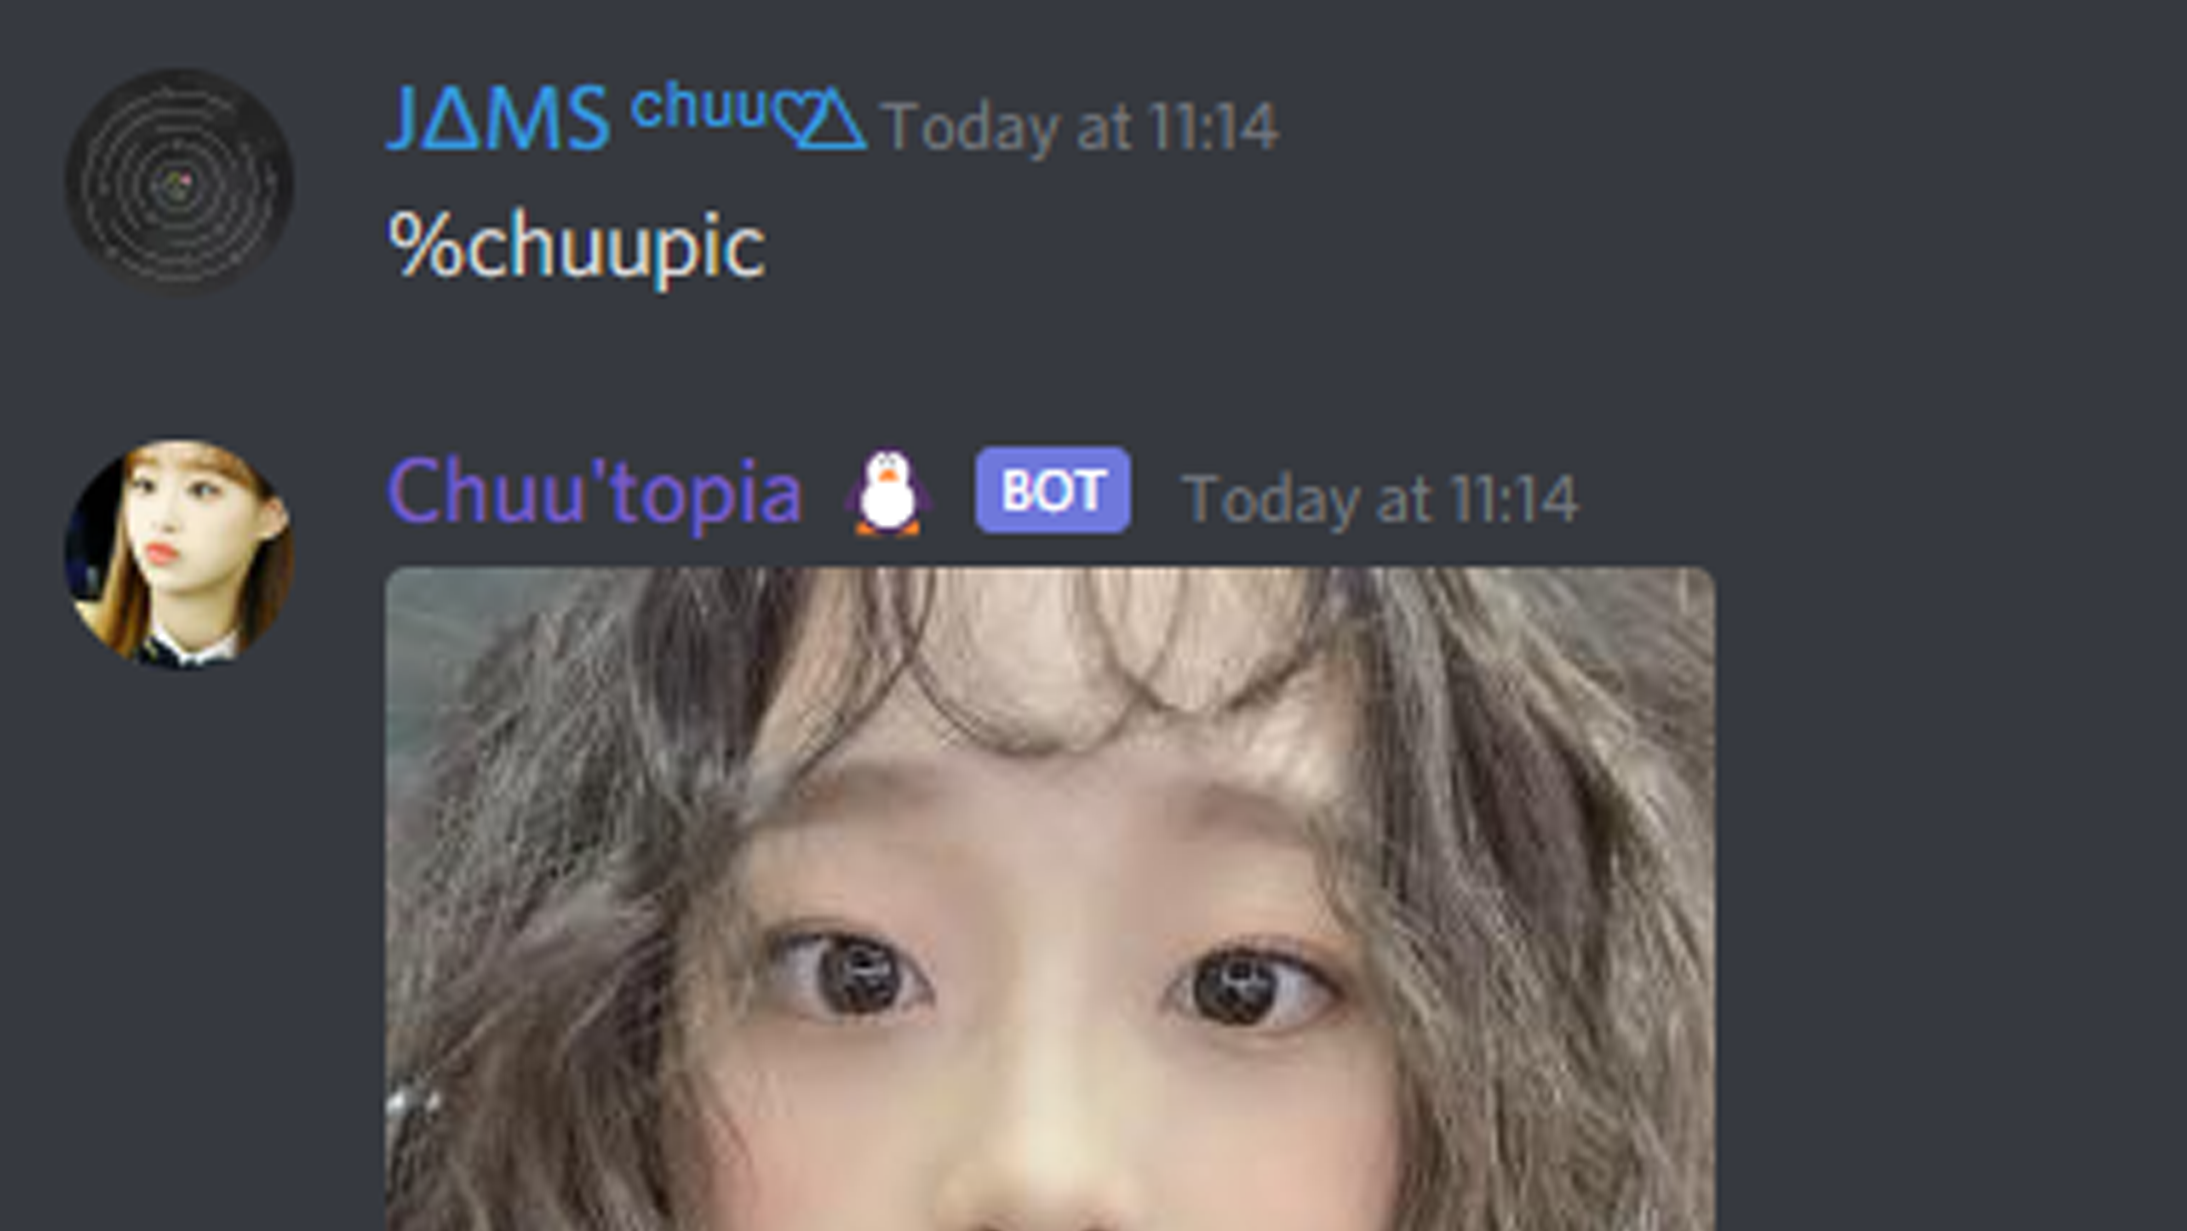 JΔMS ᶜʰᵘᵘ♡△ Today at 11:14
%chuupic
Chuu'topia 🐧 BOT Today at 11:14